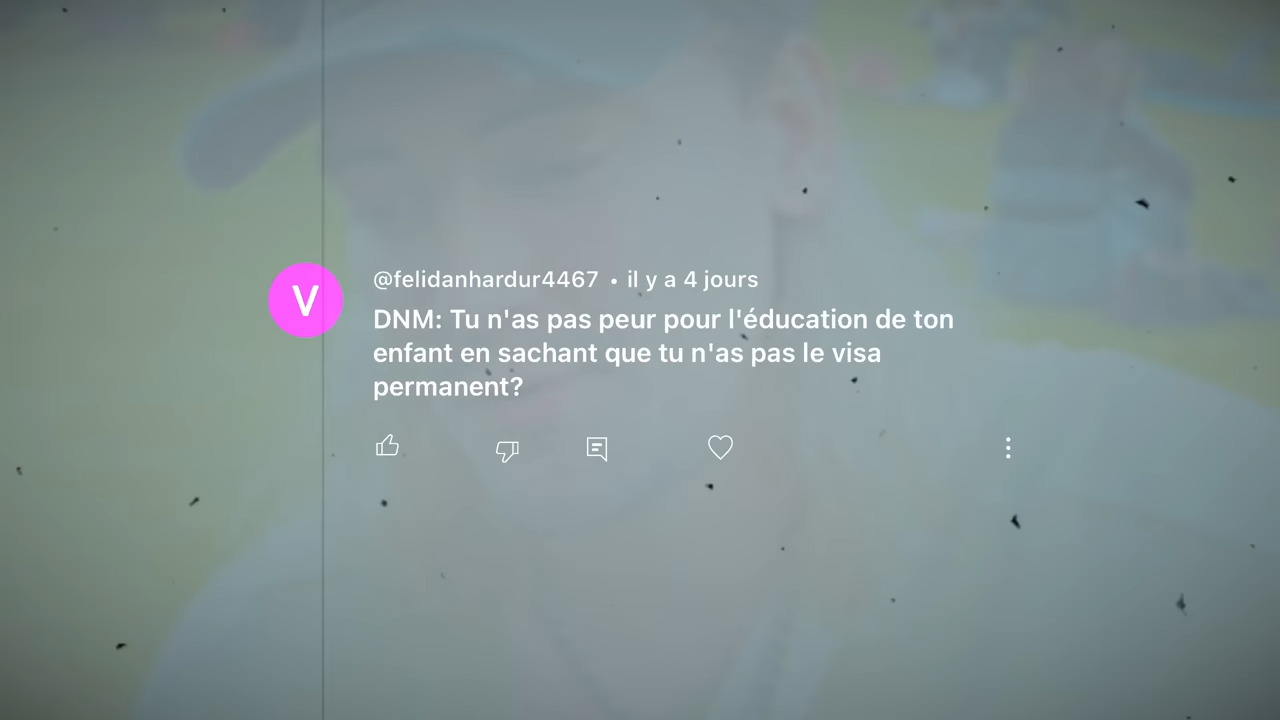 V
@felidanhardur4467 • il y a 4 jours
DNM: Tu n'as pas peur pour l'éducation de ton
enfant en sachant que tu n'as pas le visa
permanent?